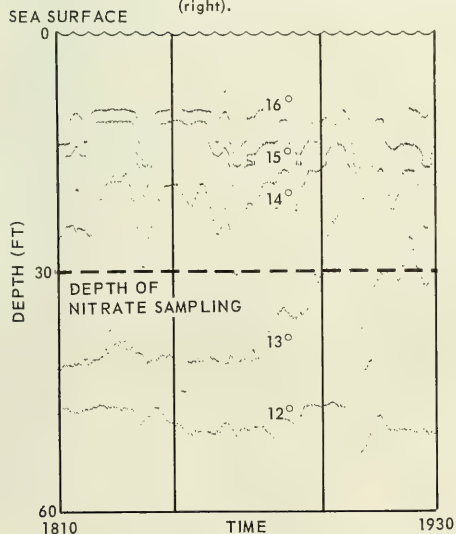 (right).
SEA SURFACE
0
16°
15°
14°
30
DEPTH OF
NITRATE SAMPLING
DEPTH (FT)
13°
12°
60
1810 TIME 1930